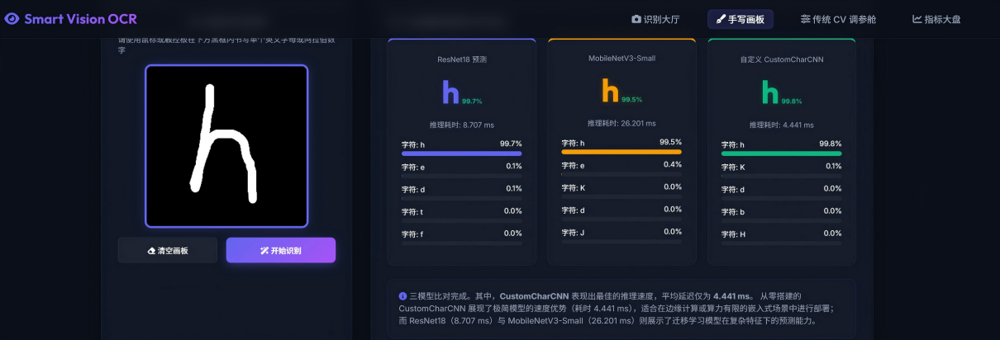 Smart Vision OCR
识别大厅
手写画板
传统 CV 调参舱
指标大盘
请使用鼠标或触控板在下方黑框内书写单个英文字母或阿拉伯数
字
h
清空画板
开始识别
ResNet18 预测
h 99.7%
推理耗时: 8.707 ms
字符: h 99.7%
字符: e 0.1%
字符: d 0.1%
字符: t 0.0%
字符: f 0.0%
MobileNetV3-Small
h 99.5%
推理耗时: 26.201 ms
字符: h 99.5%
字符: e 0.4%
字符: K 0.0%
字符: d 0.0%
字符: J 0.0%
自定义 CustomCharCNN
h 99.8%
推理耗时: 4.441 ms
字符: h 99.8%
字符: K 0.1%
字符: d 0.0%
字符: b 0.0%
字符: H 0.0%
三模型比对完成。其中，CustomCharCNN 表现出最佳的推理速度，平均延迟仅为 4.441 ms。 从零搭建的
CustomCharCNN 展现了极简模型的速度优势（耗时 4.441 ms），适合在边缘计算或算力有限的嵌入式场景中进行部署；
而 ResNet18（8.707 ms）与 MobileNetV3-Small（26.201 ms）则展示了迁移学习模型在复杂特征下的预测能力。